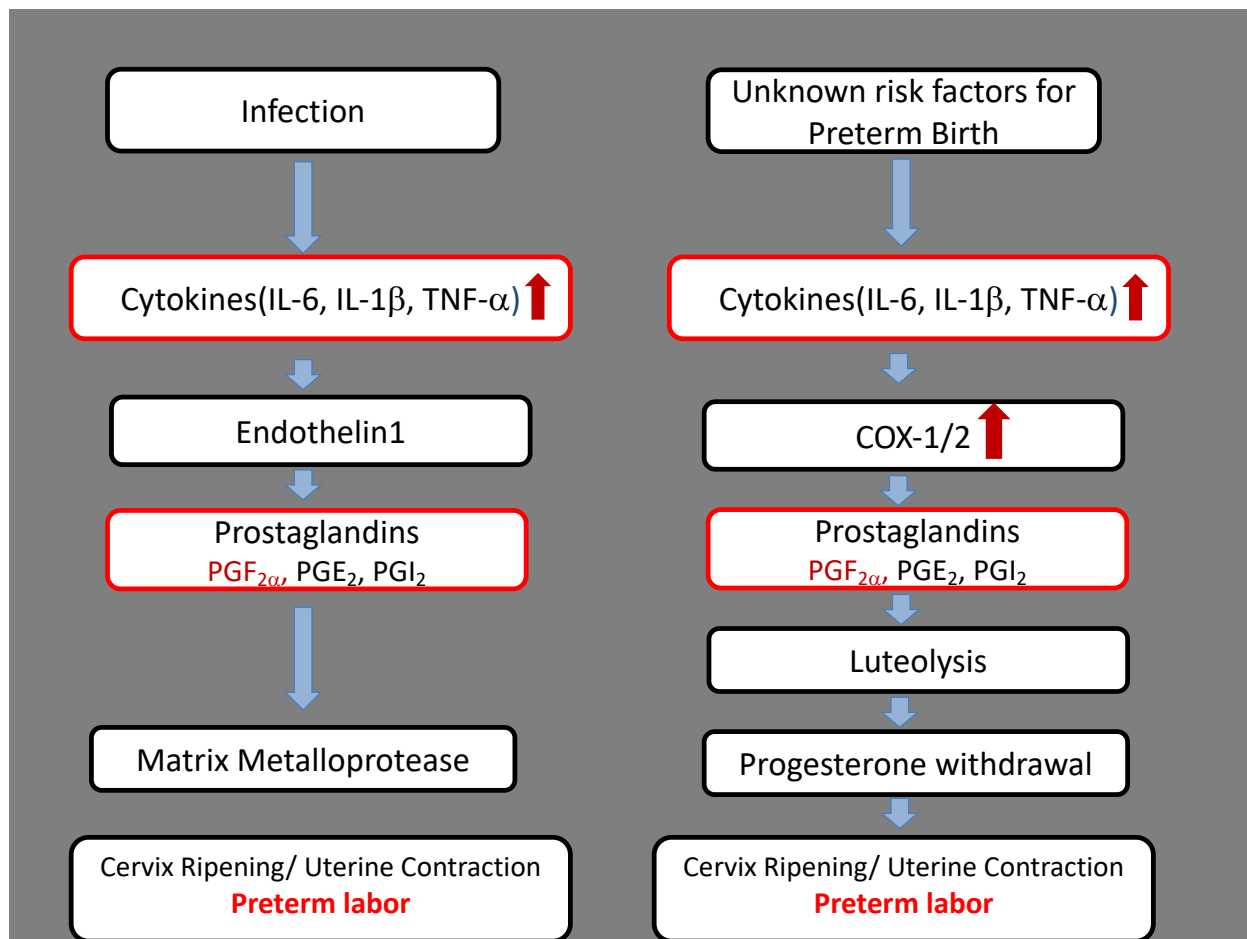 Infection
Cytokines(IL-6, IL-1β, TNF-α)
Endothelin1
Prostaglandins
PGF2α, PGE2, PGI2
Matrix Metalloprotease
Cervix Ripening/ Uterine Contraction
Preterm labor
Unknown risk factors for
Preterm Birth
Cytokines(IL-6, IL-1β, TNF-α)
COX-1/2
Prostaglandins
PGF2α, PGE2, PGI2
Luteolysis
Progesterone withdrawal
Cervix Ripening/ Uterine Contraction
Preterm labor